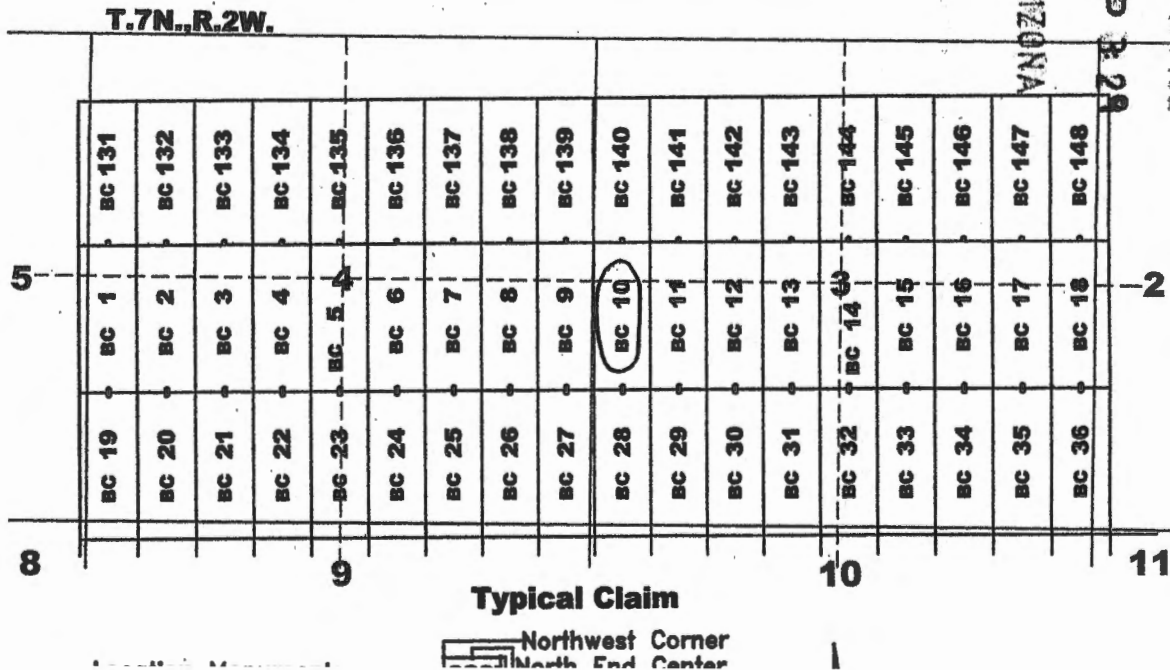 T.7N.,R.2W.
IZONA
BC 131 BC 132 BC 133 BC 134 BC 135 BC 136 BC 137 BC 138 BC 139 BC 140 BC 141 BC 142 BC 143 BC 144 BC 145 BC 146 BC 147 BC 148
5 4 2
BC 1 BC 2 BC 3 BC 4 BC 5 BC 6 BC 7 BC 8 BC 9 BC 10 BC 11 BC 12 BC 13 BC 14 BC 15 BC 16 BC 17 BC 18
BC 19 BC 20 BC 21 BC 22 BC 23 BC 24 BC 25 BC 26 BC 27 BC 28 BC 29 BC 30 BC 31 BC 32 BC 33 BC 34 BC 35 BC 36
8 9 10 11
Typical Claim
Northwest Corner
North End Center